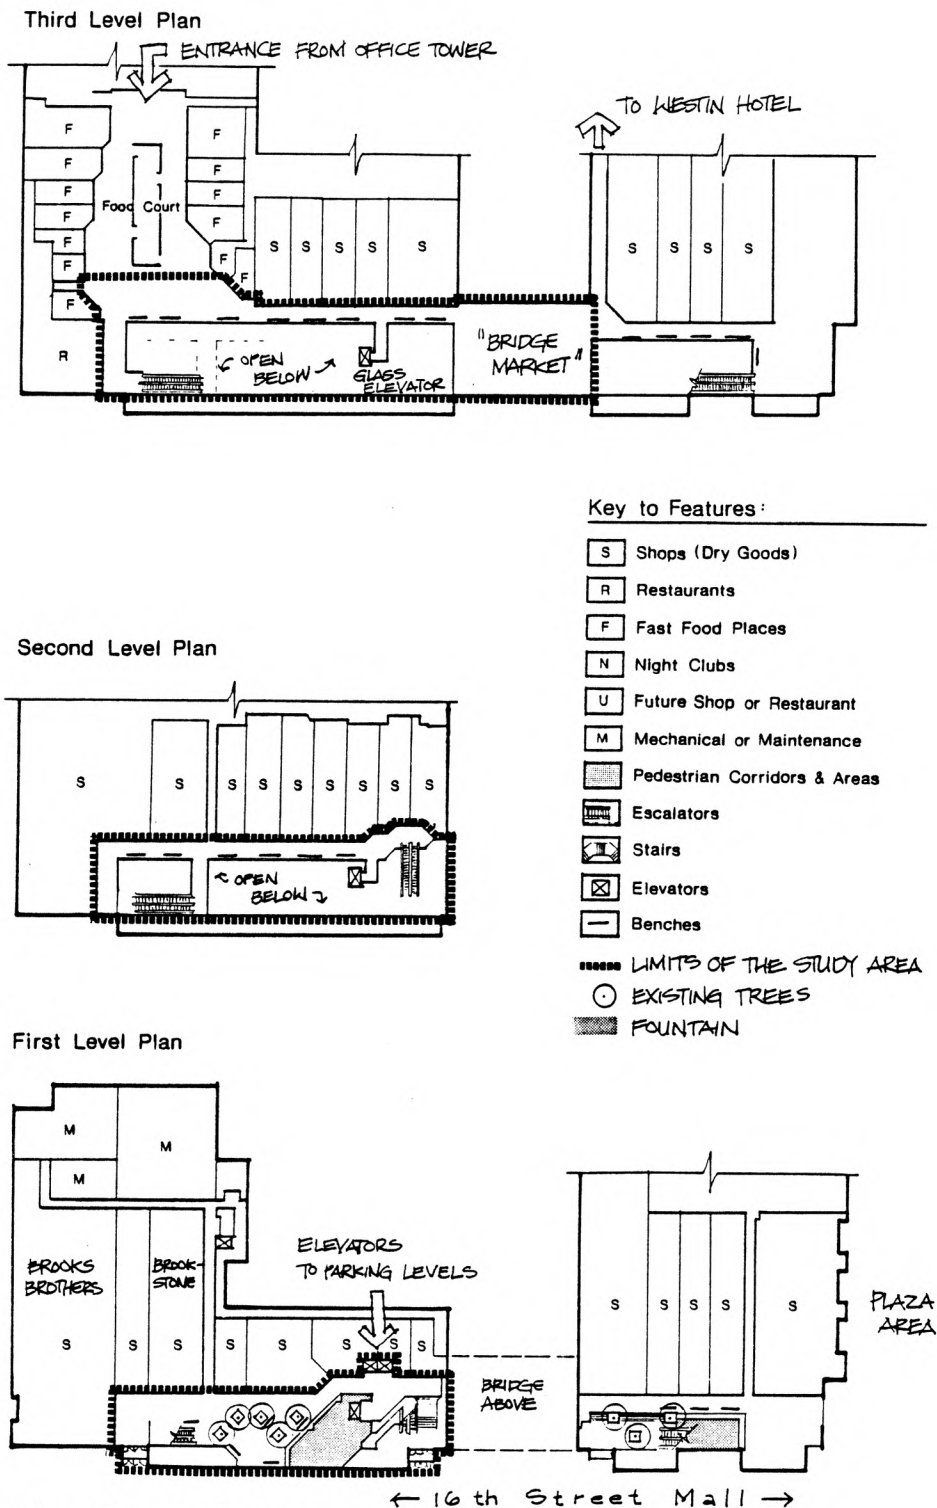 Third Level Plan
ENTRANCE FROM OFFICE TOWER
TO WESTIN HOTEL
F F
F F
F F
F F
F F
F F
F
Food Court
S S S S S
S S S S
R
OPEN
BELOW
GLASS
ELEVATOR
"BRIDGE
MARKET"
Key to Features:
S Shops (Dry Goods)
R Restaurants
F Fast Food Places
N Night Clubs
U Future Shop or Restaurant
M Mechanical or Maintenance
Pedestrian Corridors & Areas
Escalators
Stairs
Elevators
Benches
LIMITS OF THE STUDY AREA
EXISTING TREES
FOUNTAIN
Second Level Plan
S S S S S S S S S
OPEN
BELOW
First Level Plan
M M
M
BROOKS
BROTHERS
BROOK-
STONE
ELEVATORS
TO PARKING LEVELS
S S S S S S S S
BRIDGE
ABOVE
S S S S S
PLAZA
AREA
← 16th Street Mall →